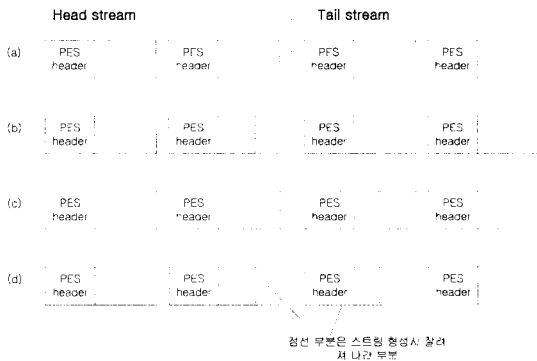 Head stream Tail stream
(a) PES header PES header PES header PES header
(b) PES header PES header PES header PES header
(c) PES header PES header PES header PES header
(d) PES header PES header PES header PES header
점선 부분은 스트림 형성시 잘려
져 나간 부분